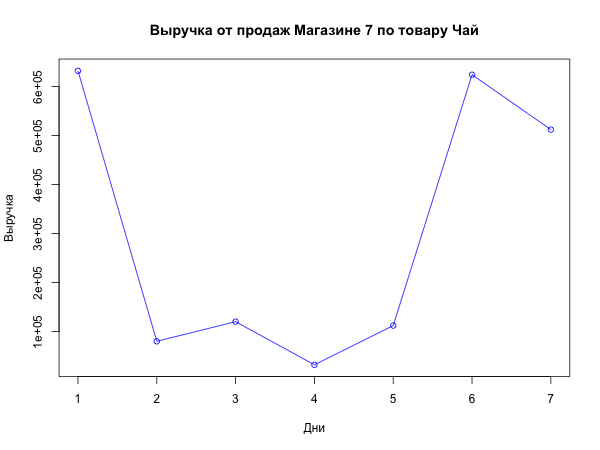 Выручка от продаж Магазине 7 по товару Чай
Выручка
6e+05
5e+05
4e+05
3e+05
2e+05
1e+05
1 2 3 4 5 6 7
Дни